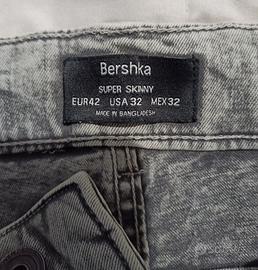 Bershka
SUPER SKINNY
EUR42 USA32 MEX32
MADE IN BANGLADESH